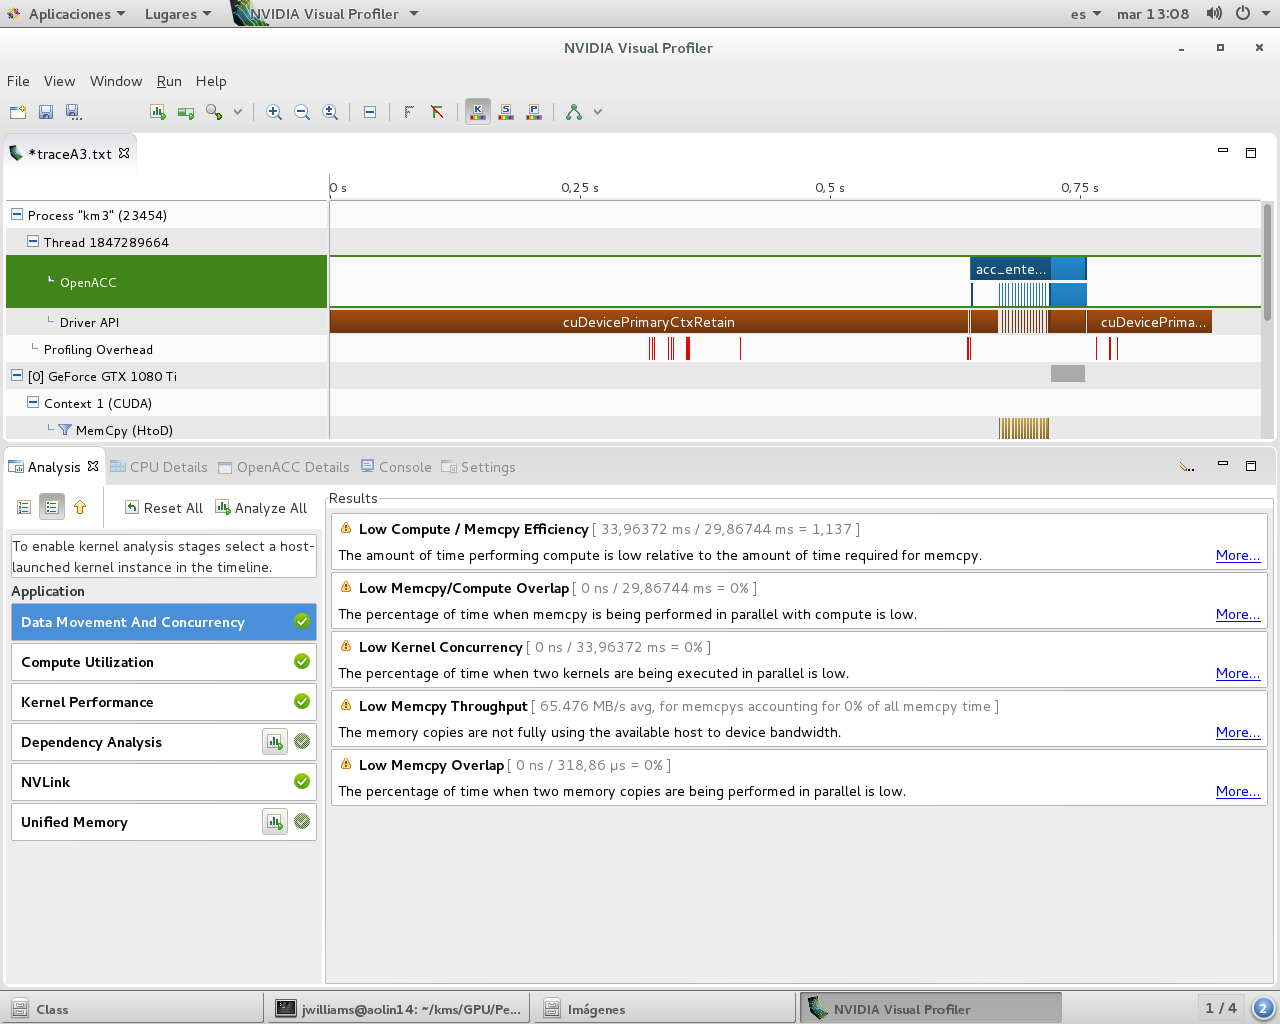 Aplicaciones Lugares NVIDIA Visual Profiler es mar 13:08
NVIDIA Visual Profiler
File View Window Run Help
K S P
*traceA3.txt
0 s 0,25 s 0,5 s 0,75 s
Process "km3" (23454)
Thread 1847289664
OpenACC acc_ente...
Driver API cuDevicePrimaryCtxRetain cuDevicePrima...
Profiling Overhead
[0] GeForce GTX 1080 Ti
Context 1 (CUDA)
MemCpy (HtoD)
Analysis CPU Details OpenACC Details Console Settings
Reset All Analyze All
To enable kernel analysis stages select a host-
launched kernel instance in the timeline.
Application
Data Movement And Concurrency
Compute Utilization
Kernel Performance
Dependency Analysis
NVLink
Unified Memory
Results
Low Compute / Memcpy Efficiency [ 33,96372 ms / 29,86744 ms = 1,137 ]
The amount of time performing compute is low relative to the amount of time required for memcpy. More...
Low Memcpy/Compute Overlap [ 0 ns / 29,86744 ms = 0% ]
The percentage of time when memcpy is being performed in parallel with compute is low. More...
Low Kernel Concurrency [ 0 ns / 33,96372 ms = 0% ]
The percentage of time when two kernels are being executed in parallel is low. More...
Low Memcpy Throughput [ 65.476 MB/s avg, for memcpys accounting for 0% of all memcpy time ]
The memory copies are not fully using the available host to device bandwidth. More...
Low Memcpy Overlap [ 0 ns / 318,86 µs = 0% ]
The percentage of time when two memory copies are being performed in parallel is low. More...
Class jwilliams@aolin14: ~/kms/GPU/Pe... Imágenes NVIDIA Visual Profiler 1 / 4 2